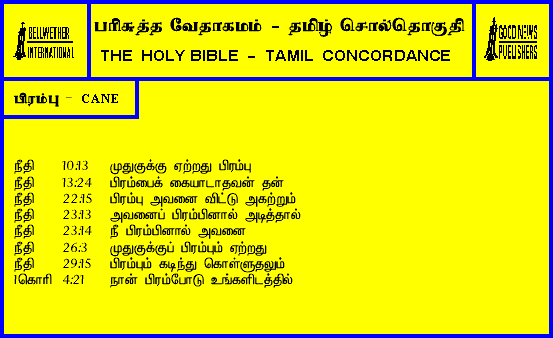 BELLWETHER
INTERNATIONAL
பரிசுத்த வேதாகமம் - தமிழ் சொல்தொகுதி
THE HOLY BIBLE - TAMIL CONCORDANCE
GOOD NEWS
PUBLISHERS
பிரம்பு - CANE
நீதி 10:13 முதுகுக்கு ஏற்றது பிரம்பு
நீதி 13:24 பிரம்பைக் கையாடாதவன் தன்
நீதி 22:15 பிரம்பு அவனை விட்டு அகற்றும்
நீதி 23:13 அவனைப் பிரம்பினால் அடித்தால்
நீதி 23:14 நீ பிரம்பினால் அவனை
நீதி 26:3 முதுகுக்குப் பிரம்பும் ஏற்றது
நீதி 29:15 பிரம்பும் கடிந்து கொள்ளுதலும்
1கொரி 4:21 நான் பிரம்போடு உங்களிடத்தில்